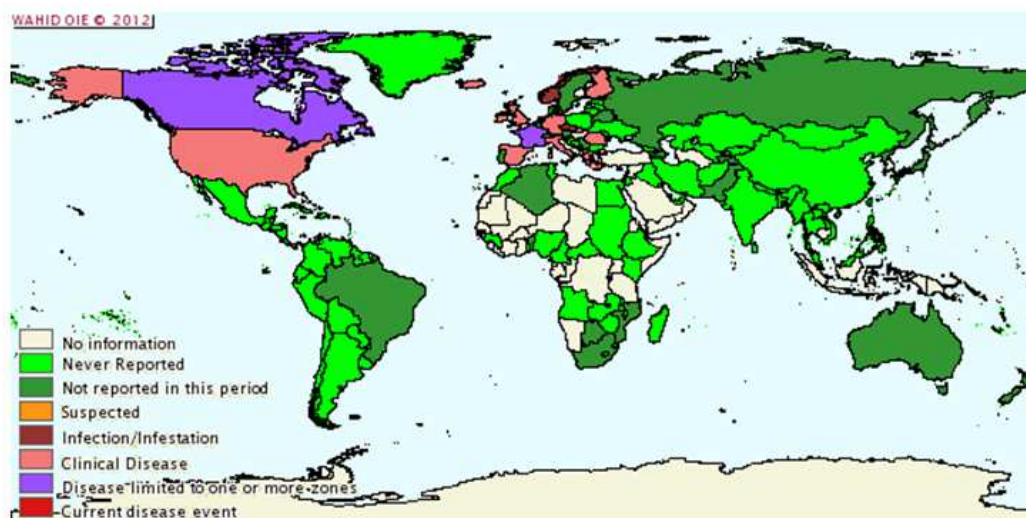 WAHID OIE © 2012
No information
Never Reported
Not reported in this period
Suspected
Infection/Infestation
Clinical Disease
Disease limited to one or more zones
Current disease event